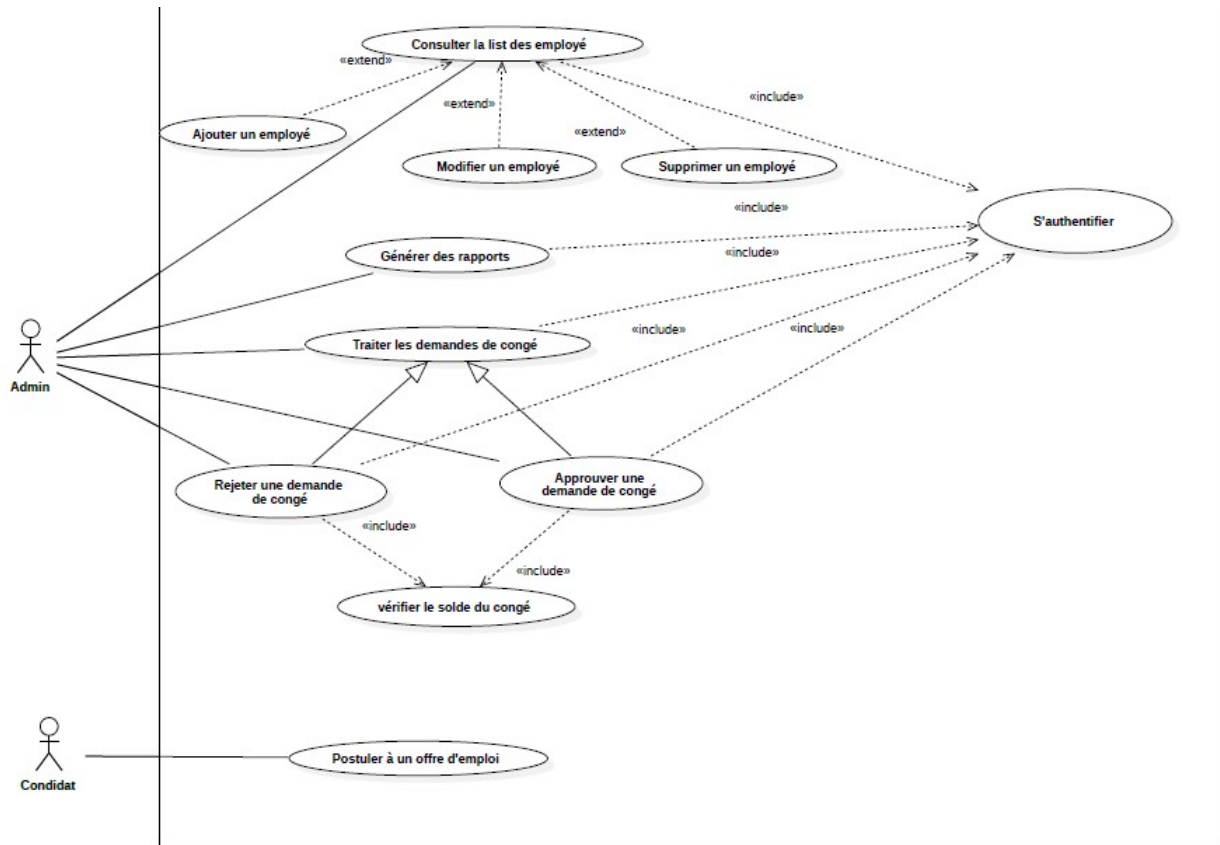 Consulter la list des employé
«extend»
«include»
«extend»
Ajouter un employé
«extend»
Modifier un employé
Supprimer un employé
«include»
S'authentifier
Générer des rapports
«include»
«include»
«include»
Traiter les demandes de congé
Admin
Rejeter une demande
de congé
Approuver une
demande de congé
«include»
«include»
vérifier le solde du congé
Postuler à un offre d'emploi
Condidat